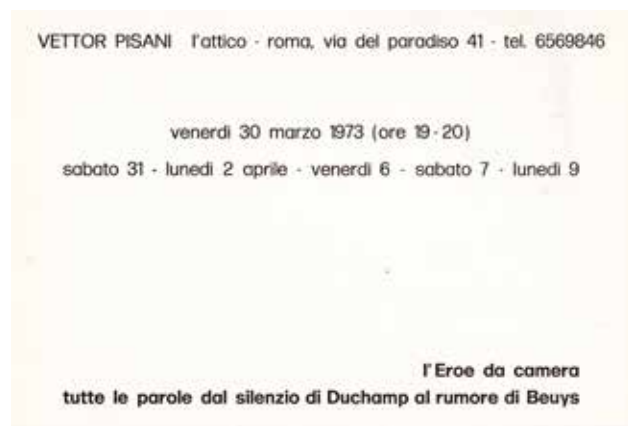 VETTOR PISANI l'attico - roma, via del paradiso 41 - tel. 6569846
venerdì 30 marzo 1973 (ore 19 - 20)
sabato 31 - lunedì 2 aprile - venerdì 6 - sabato 7 - lunedì 9
l'Eroe da camera
tutte le parole dal silenzio di Duchamp al rumore di Beuys